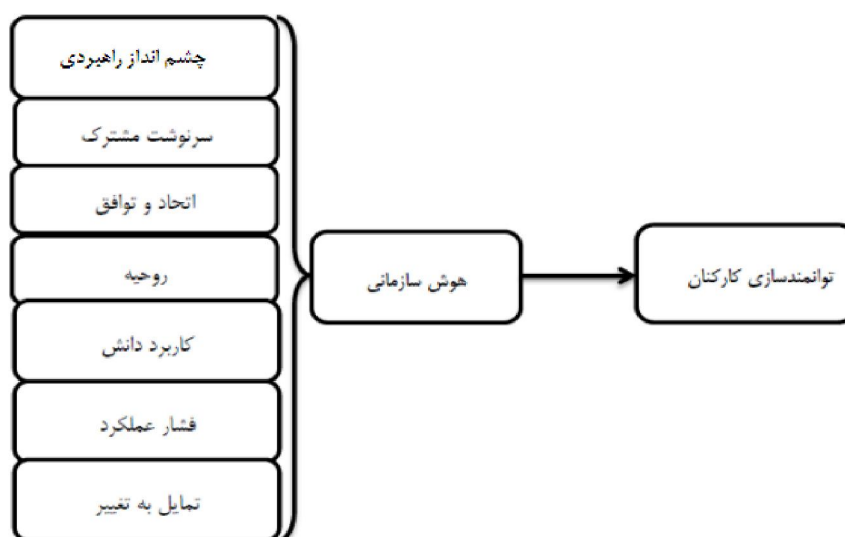 چشم انداز راهبردی
سرنوشت مشترک
اتحاد و توافق
روحیه
کاربرد دانش
فشار عملکرد
تمایل به تغییر
هوش سازمانی
توانمندسازی کارکنان